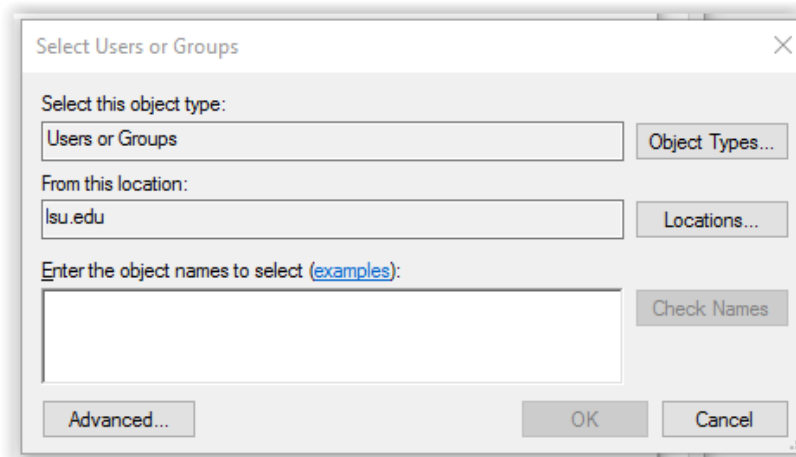 Select Users or Groups
Select this object type:
Users or Groups
Object Types...
From this location:
lsu.edu
Locations...
Enter the object names to select (examples):
Check Names
Advanced...
OK
Cancel